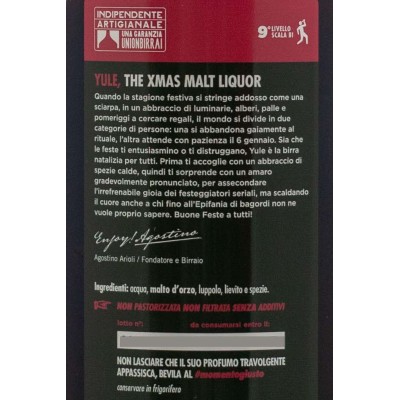 INDIPENDENTE
ARTIGIANALE
UNA GARANZIA
UNIONBIRRAI
9° LIVELLO
SCALA BI
YULE, THE XMAS MALT LIQUOR
Quando la stagione festiva si stringe addosso come una
sciarpa, in un abbraccio di luminarie, alberi, palle e
pomeriggi a cercare regali, il mondo si divide in due
categorie di persone: una si abbandona gaiamente al
rituale, l'altra attende con pazienza il 6 gennaio. Sia che
le feste ti entusiasmino o ti distruggano, Yule è la birra
natalizia per tutti. Prima ti accoglie con un abbraccio di
spezie calde, quindi ti sorprende con un amaro
gradevolmente pronunciato, per assecondare
l'irrefrenabile gioia dei festeggiatori seriali, ma scaldando
il cuore anche a chi fino all'Epifania di bagordi non ne
vuole proprio sapere. Buone Feste a tutti!
Enjoy! Agostino
Agostino Arioli / Fondatore e Birraio
Ingredienti: acqua, malto d'orzo, luppolo, lievito e spezie.
NON PASTORIZZATA NON FILTRATA SENZA ADDITIVI
lotto n°: da consumarsi entro il:
NON LASCIARE CHE IL SUO PROFUMO TRAVOLGENTE
APPASSISCA, BEVILA AL #momentogiusto
conservare in frigorifero